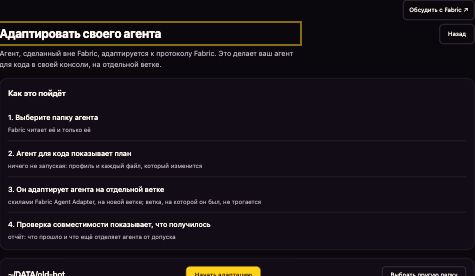 Обсудить с Fabric ↗
Адаптировать своего агента
Назад
Агент, сделанный вне Fabric, адаптируется к протоколу Fabric. Это делает ваш агент
для кода в своей консоли, на отдельной ветке.
Как это пойдёт
1. Выберите папку агента
Fabric читает её и только её
2. Агент для кода показывает план
ничего не запуская: профиль и каждый файл, который изменится
3. Он адаптирует агента на отдельной ветке
скилами Fabric Agent Adapter, на новой ветке; ветка, на которой он был, не трогается
4. Проверка совместимости показывает, что получилось
отчёт: что прошло и что ещё отделяет агента от допуска
~/DATA/old-bot
Начать адаптацию
Выбрать другую папку